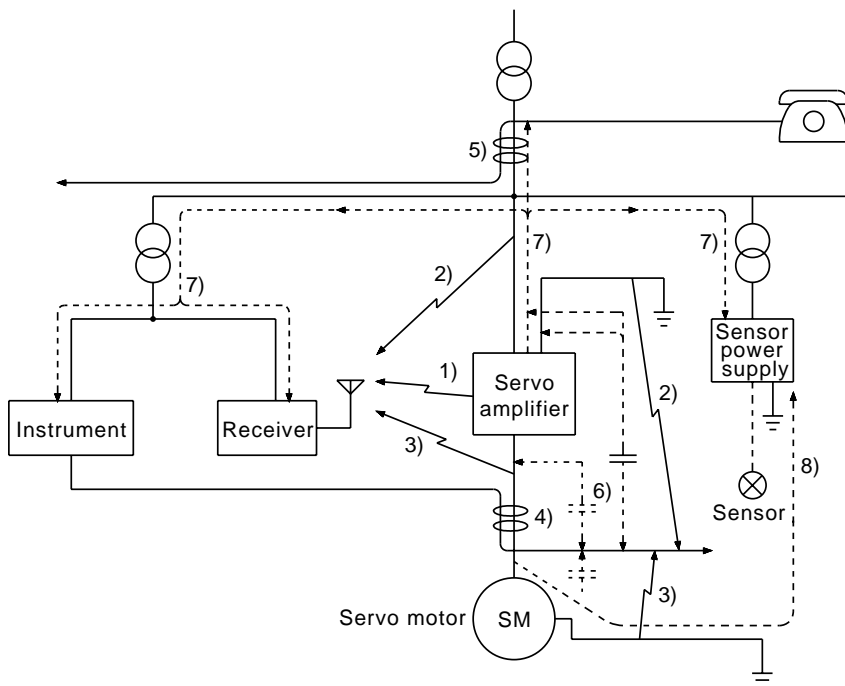 5)
2)
7)
7)
7)
Sensor
power
supply
1)
Servo
amplifier
2)
Instrument
Receiver
3)
6)
8)
4)
Sensor
3)
Servo motor
SM